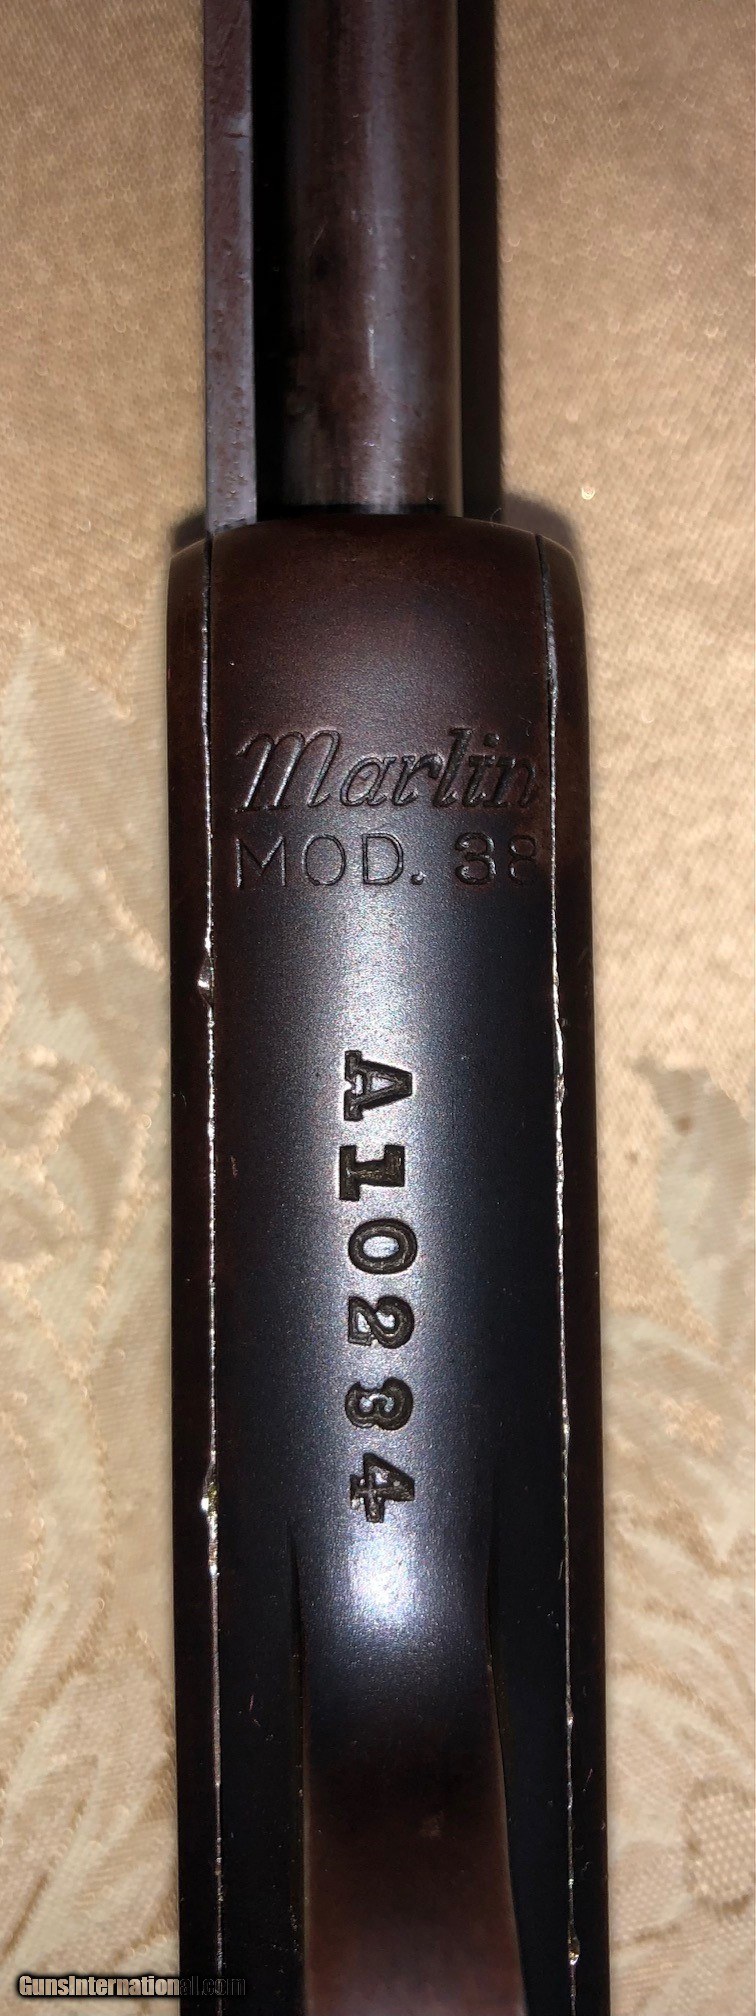 Marlin
MOD. 38
A10234
GunsInternational.com